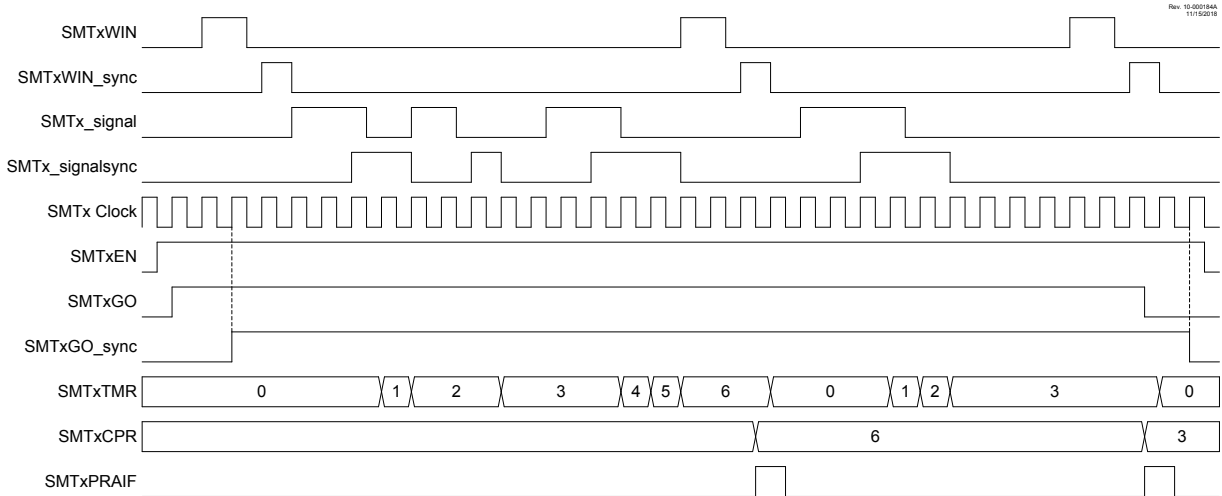 Rev. 10-000184A
11/15/2018
SMTxWIN
SMTxWIN_sync
SMTx_signal
SMTx_signalsync
SMTx Clock
SMTxEN
SMTxGO
SMTxGO_sync
SMTxTMR 0 1 2 3 4 5 6 0 1 2 3 0
SMTxCPR 6 3
SMTxPRAIF